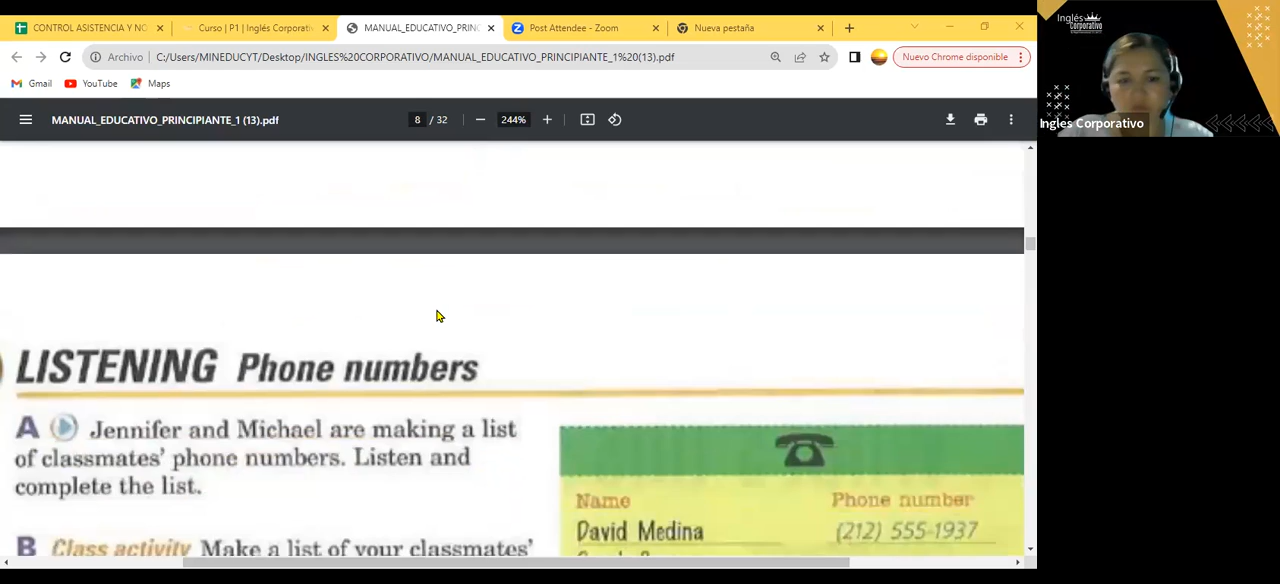 CONTROL ASISTENCIA Y NO
Curso | P1 | Inglés Corporativ
MANUAL_EDUCATIVO_PRINC
Post Attendee - Zoom
Nueva pestaña
Archivo
C:/Users/MINEDUCYT/Desktop/INGLES%20CORPORATIVO/MANUAL_EDUCATIVO_PRINCIPIANTE_1%20(13).pdf
Nuevo Chrome disponible
Gmail
YouTube
Maps
MANUAL_EDUCATIVO_PRINCIPIANTE_1 (13).pdf
8 / 32
244%
Inglés
Corporativo
Ingles Corporativo
LISTENING Phone numbers
A Jennifer and Michael are making a list
of classmates' phone numbers. Listen and
complete the list.
B Class activity Make a list of your classmates'
Name Phone number
David Medina (212) 555-1937